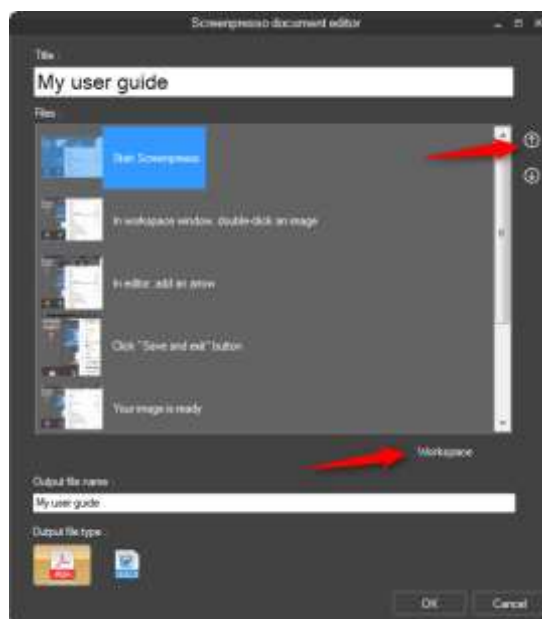 Screenpresso document editor
Title
My user guide
Files
Start Screenpresso
In workspace window, double-click an image
In editor, add an arrow
Click "Save and exit" button
Your image is ready
Workspace
Output file name
My user guide
Output file type
OK
Cancel